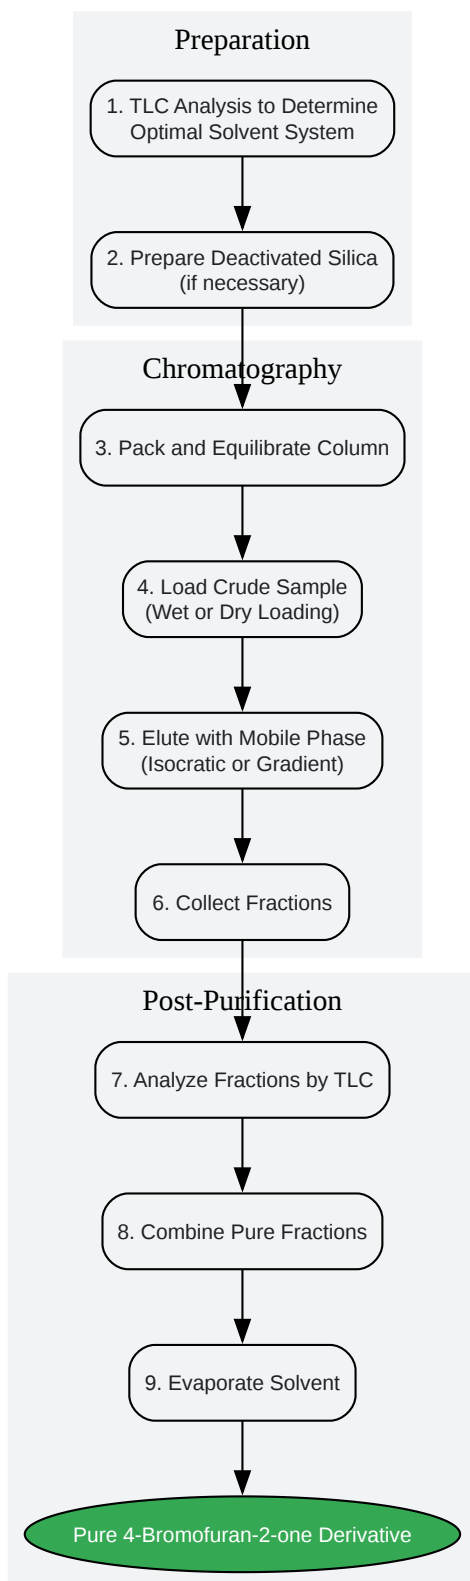 Preparation
1. TLC Analysis to Determine
Optimal Solvent System
2. Prepare Deactivated Silica
(if necessary)
Chromatography
3. Pack and Equilibrate Column
4. Load Crude Sample
(Wet or Dry Loading)
5. Elute with Mobile Phase
(Isocratic or Gradient)
6. Collect Fractions
Post-Purification
7. Analyze Fractions by TLC
8. Combine Pure Fractions
9. Evaporate Solvent
Pure 4-Bromofuran-2-one Derivative